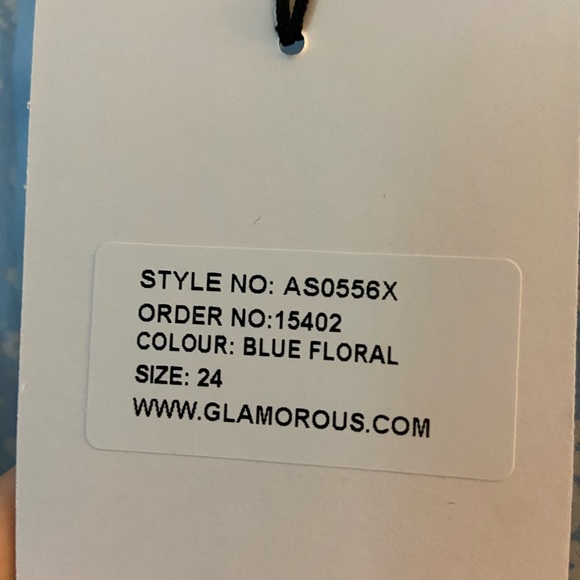 STYLE NO: AS0556X
ORDER NO:15402
COLOUR: BLUE FLORAL
SIZE: 24
WWW.GLAMOROUS.COM